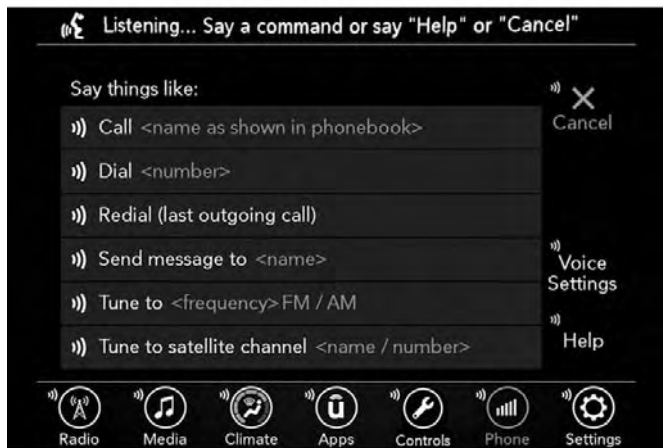 Listening... Say a command or say "Help" or "Cancel"
Say things like:
Call <name as shown in phonebook>
Cancel
Dial <number>
Redial (last outgoing call)
Send message to <name>
Voice
Settings
Tune to <frequency> FM / AM
Tune to satellite channel <name / number>
Help
ū
Radio
Media
Climate
Apps
Controls
Phone
Settings